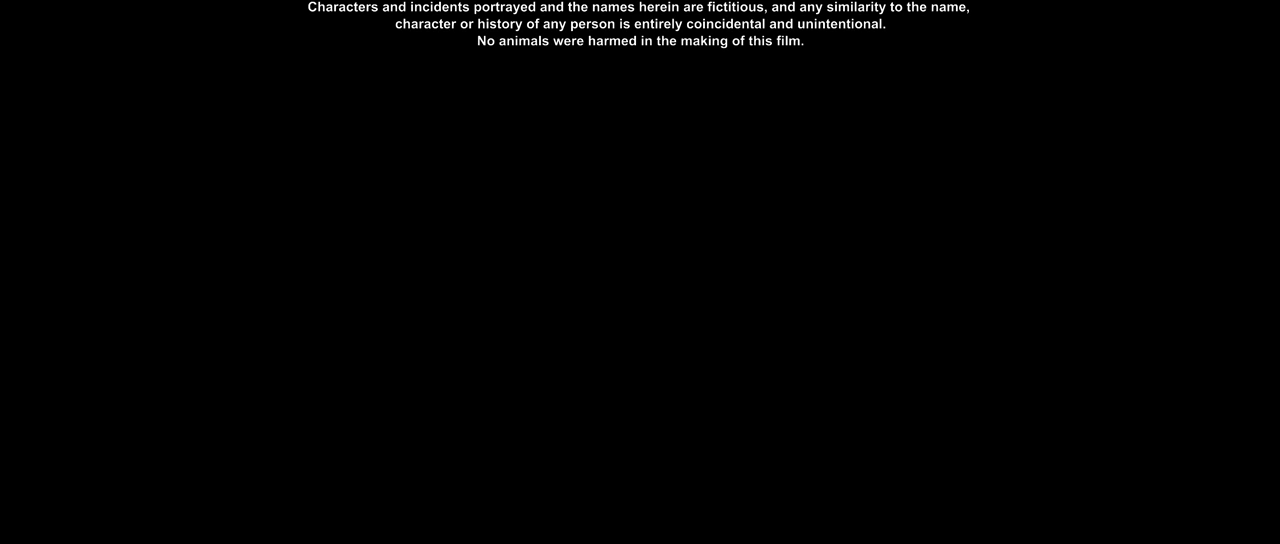 Characters and incidents portrayed and the names herein are fictitious, and any similarity to the name,
character or history of any person is entirely coincidental and unintentional.
No animals were harmed in the making of this film.